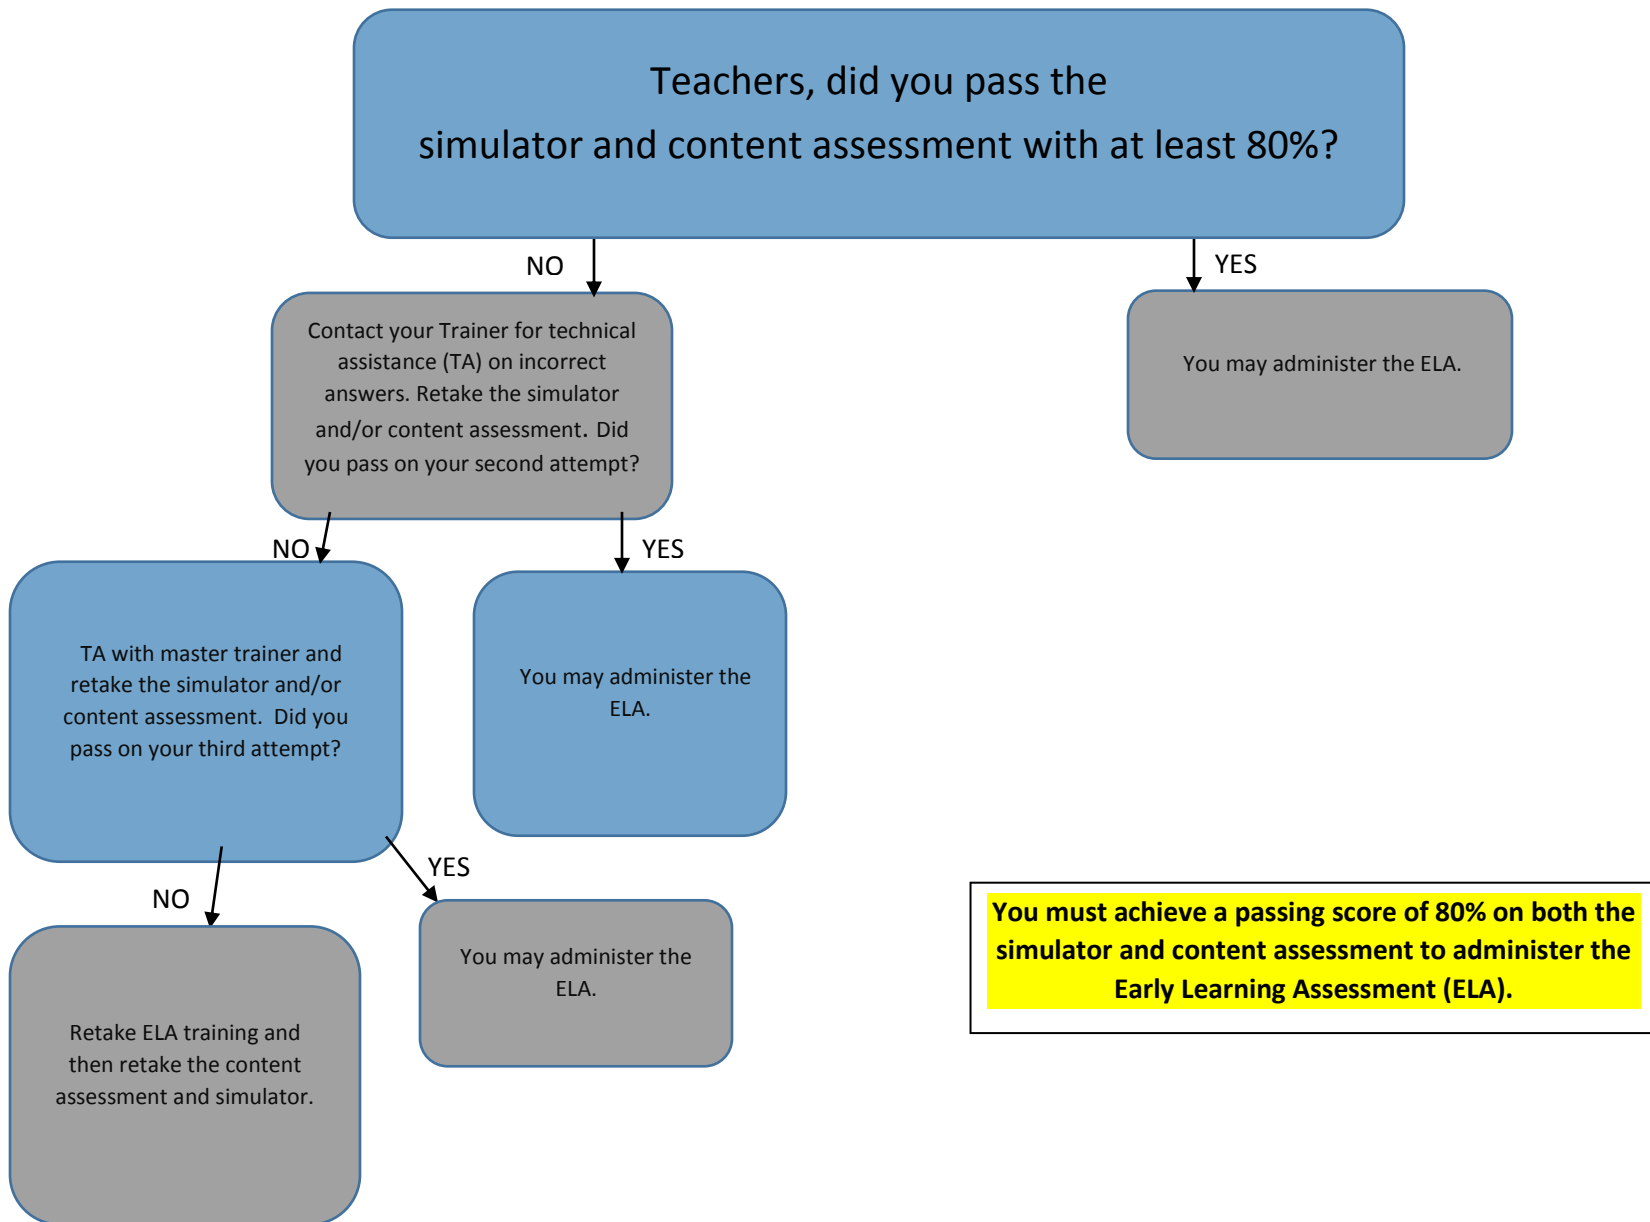 Teachers, did you pass the
simulator and content assessment with at least 80%?
NO
YES
Contact your Trainer for technical
assistance (TA) on incorrect
answers. Retake the simulator
and/or content assessment. Did
you pass on your second attempt?
You may administer the ELA.
NO
YES
TA with master trainer and
retake the simulator and/or
content assessment. Did you
pass on your third attempt?
You may administer the
ELA.
NO
YES
Retake ELA training and
then retake the content
assessment and simulator.
You may administer the
ELA.
You must achieve a passing score of 80% on both the
simulator and content assessment to administer the
Early Learning Assessment (ELA).